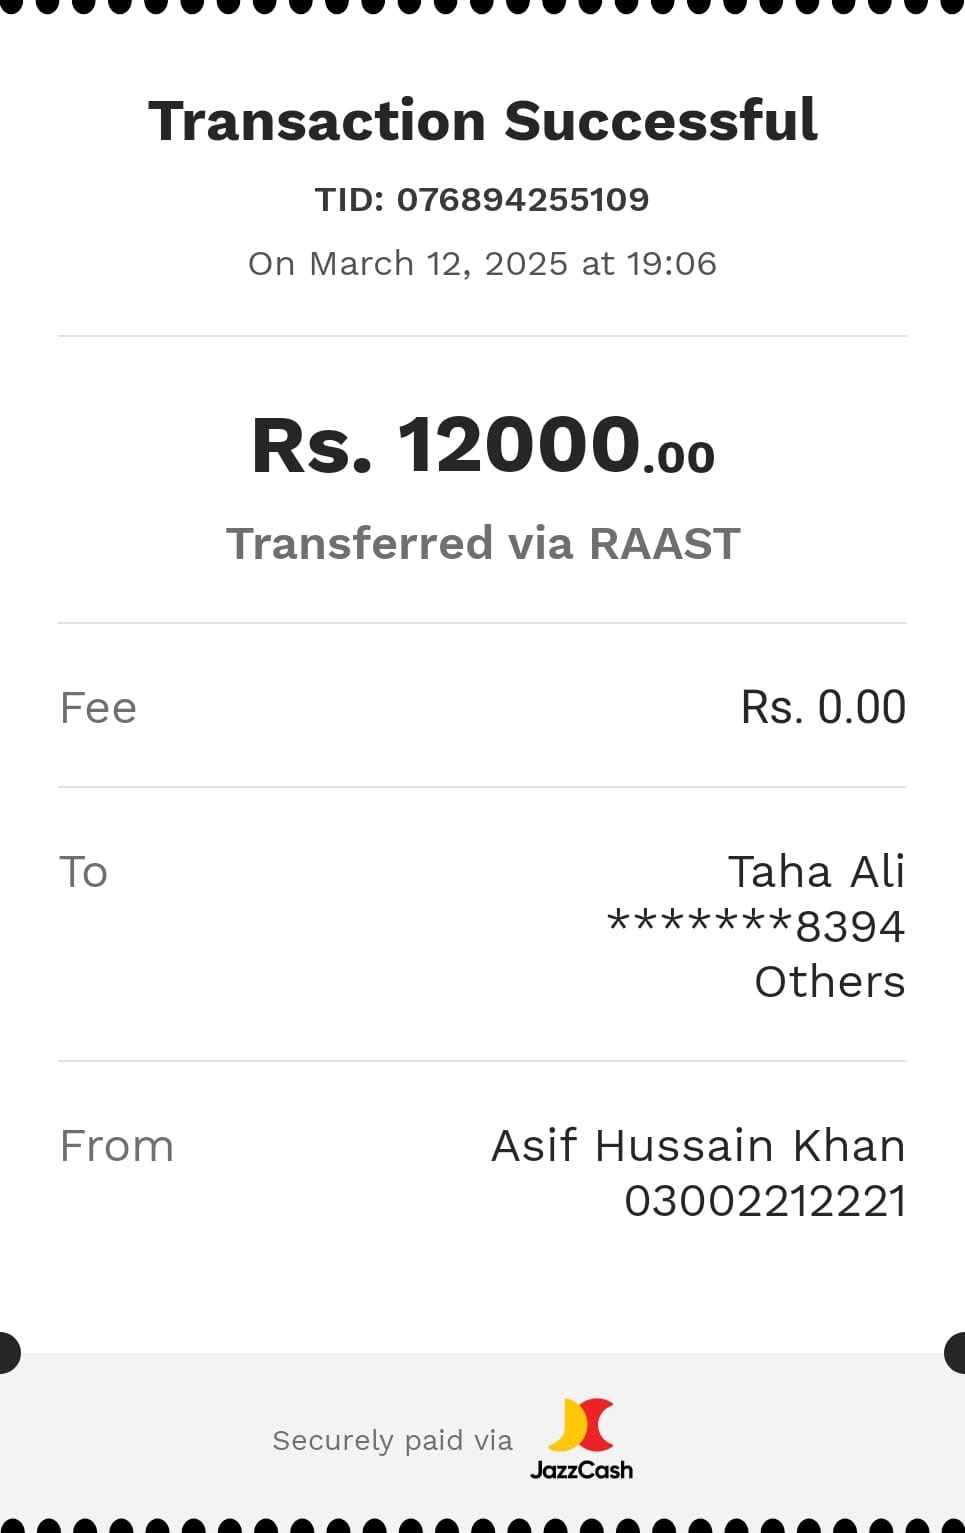 Transaction Successful
TID: 076894255109
On March 12, 2025 at 19:06
Rs. 12000.00
Transferred via RAAST
Fee Rs. 0.00
To Taha Ali
*******8394
Others
From Asif Hussain Khan
03002212221
Securely paid via JazzCash